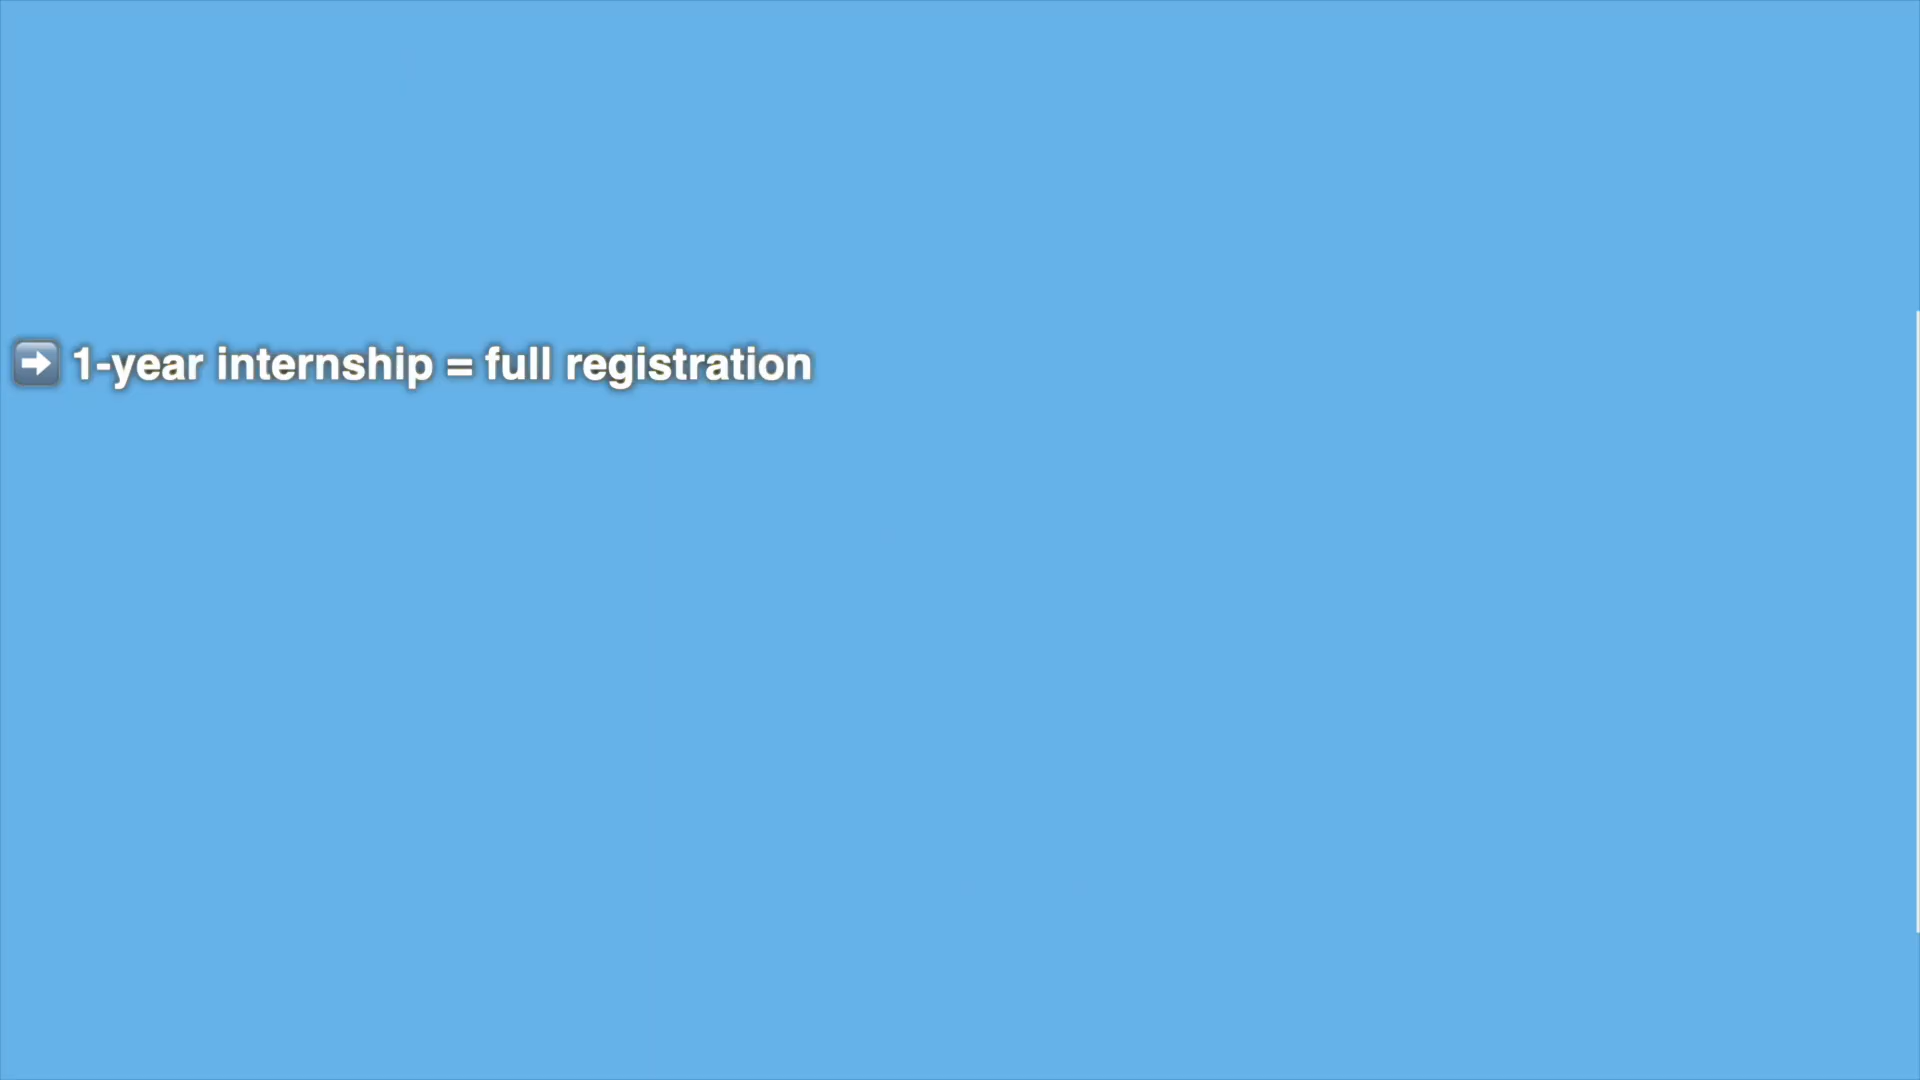 ➡️ 1-year internship = full registration